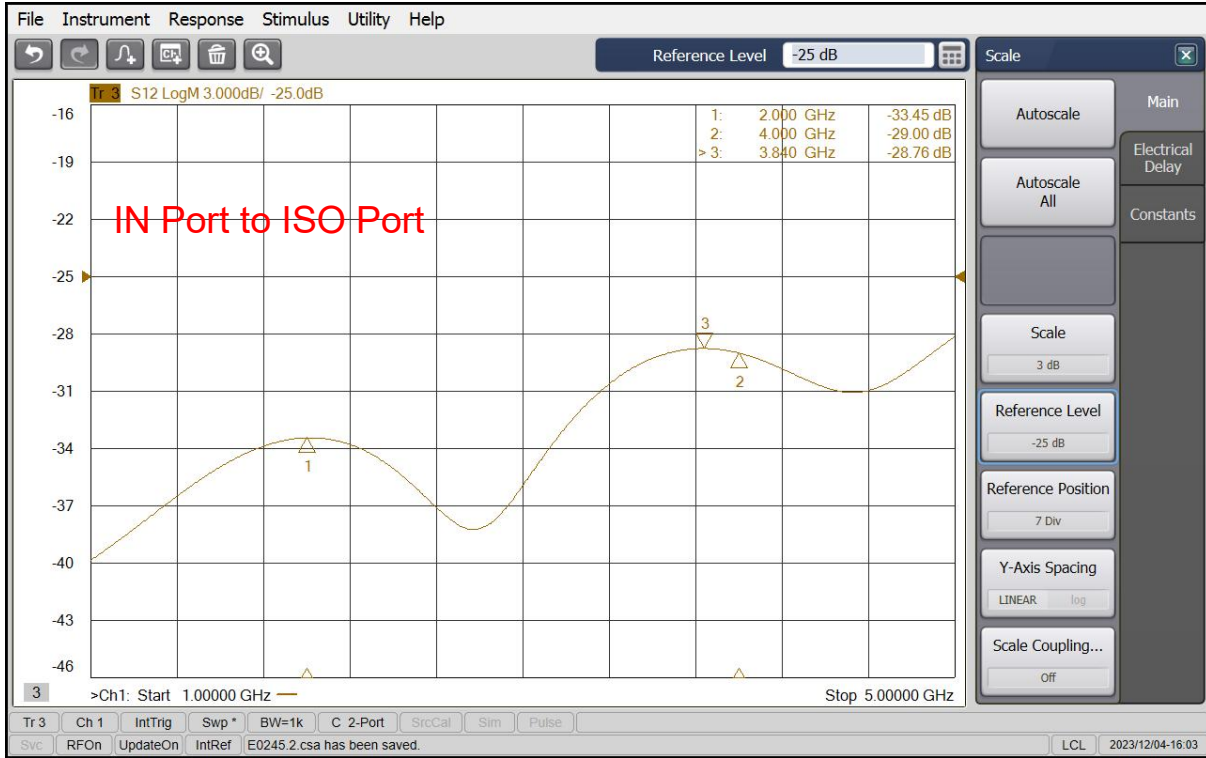 File Instrument Response Stimulus Utility Help
Reference Level -25 dB
Scale
Tr 3 S12 LogM 3.000dB/ -25.0dB
1: 2.000 GHz -33.45 dB
2: 4.000 GHz -29.00 dB
> 3: 3.840 GHz -28.76 dB
IN Port to ISO Port
-16
-19
-22
-25
-28
-31
-34
-37
-40
-43
-46
1
2
3
3
>Ch1: Start 1.00000 GHz
Stop 5.00000 GHz
Autoscale
Autoscale
All
Scale
3 dB
Reference Level
-25 dB
Reference Position
7 Div
Y-Axis Spacing
LINEAR log
Scale Coupling...
Off
Main
Electrical
Delay
Constants
Tr 3 Ch 1 IntTrig Swp * BW=1k C 2-Port SrcCal Sim Pulse
Svc RFOn UpdateOn IntRef E0245.2.csa has been saved. LCL 2023/12/04-16:03